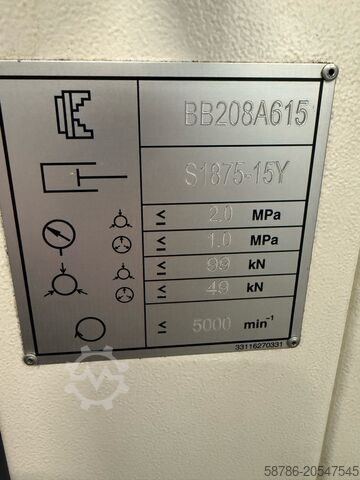 BB208A615
S1875-15Y
≤ 2.0 MPa
≤ 1.0 MPa
≤ 99 kN
≤ 49 kN
≤ 5000 min⁻¹
33116270331
58786-20547545